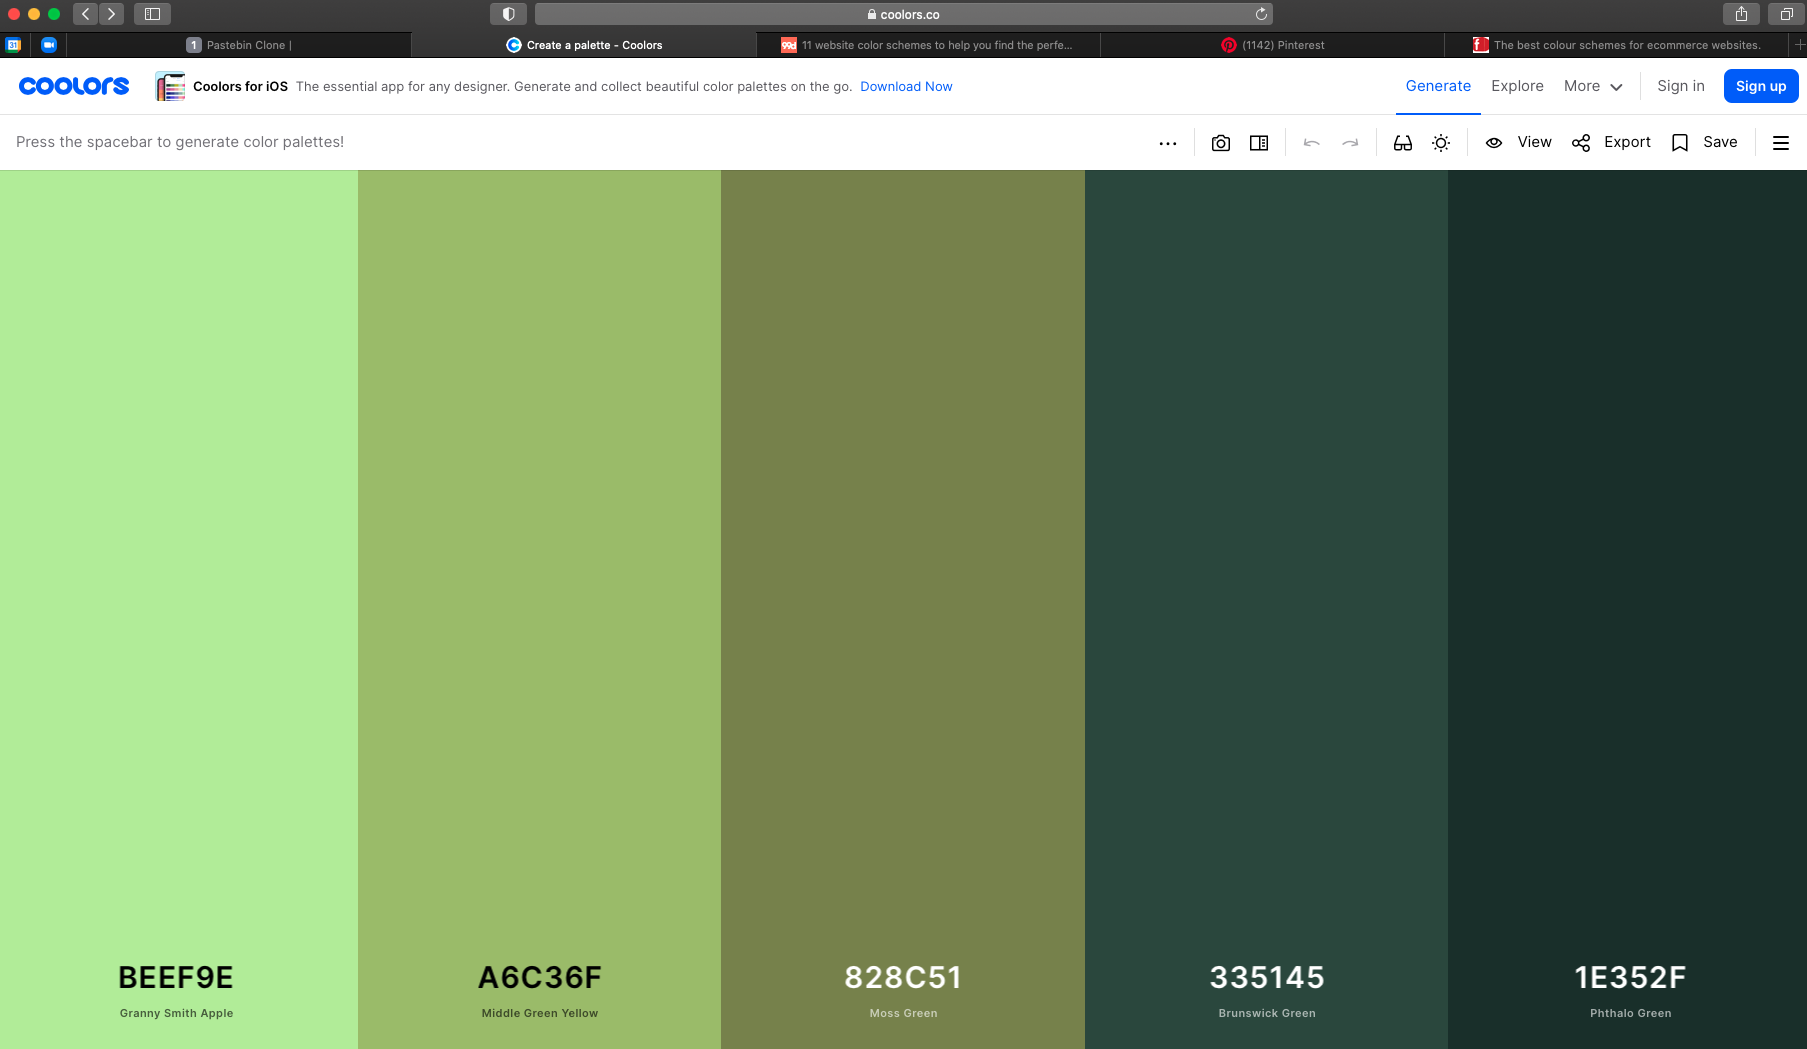 coolors.co
31
1 Pastebin Clone |
Create a palette - Coolors
99d 11 website color schemes to help you find the perfe...
(1142) Pinterest
f The best colour schemes for ecommerce websites.
coolors
Coolors for iOS The essential app for any designer. Generate and collect beautiful color palettes on the go. Download Now
Generate Explore More Sign in Sign up
Press the spacebar to generate color palettes!
View Export Save
BEEF9E
Granny Smith Apple
A6C36F
Middle Green Yellow
828C51
Moss Green
335145
Brunswick Green
1E352F
Phthalo Green